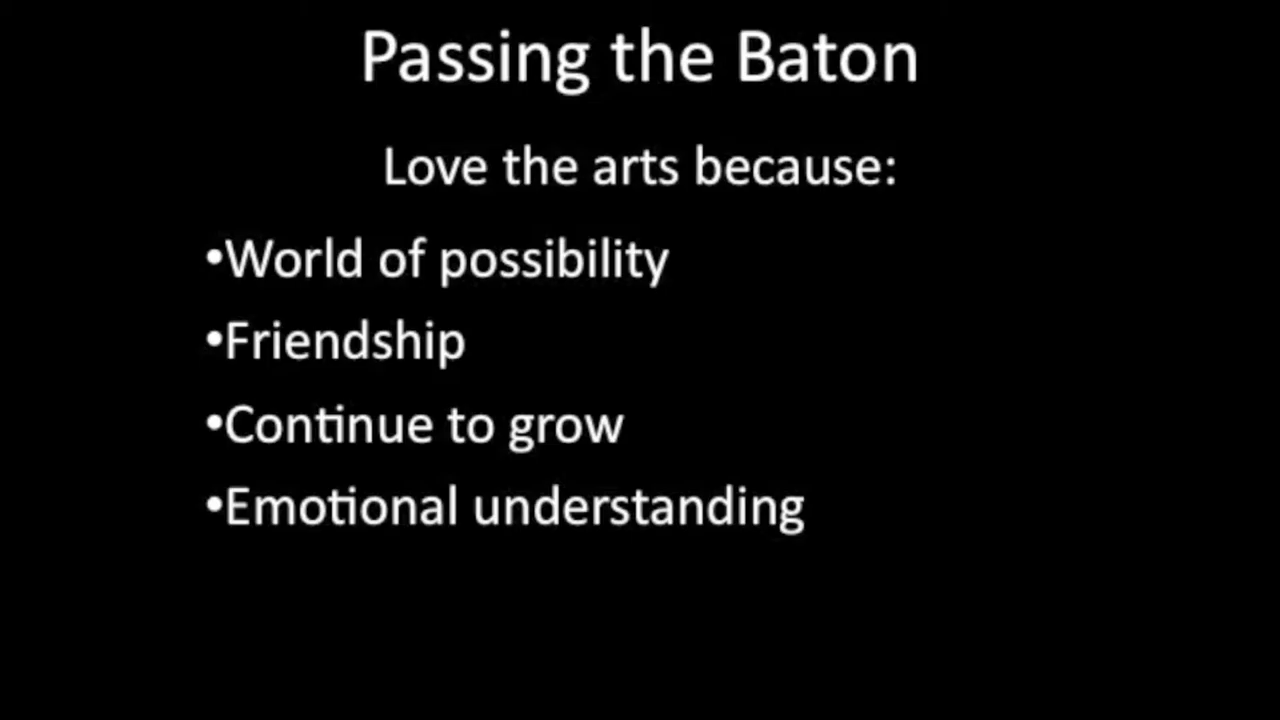 Passing the Baton
Love the arts because:
•World of possibility
•Friendship
•Continue to grow
•Emotional understanding